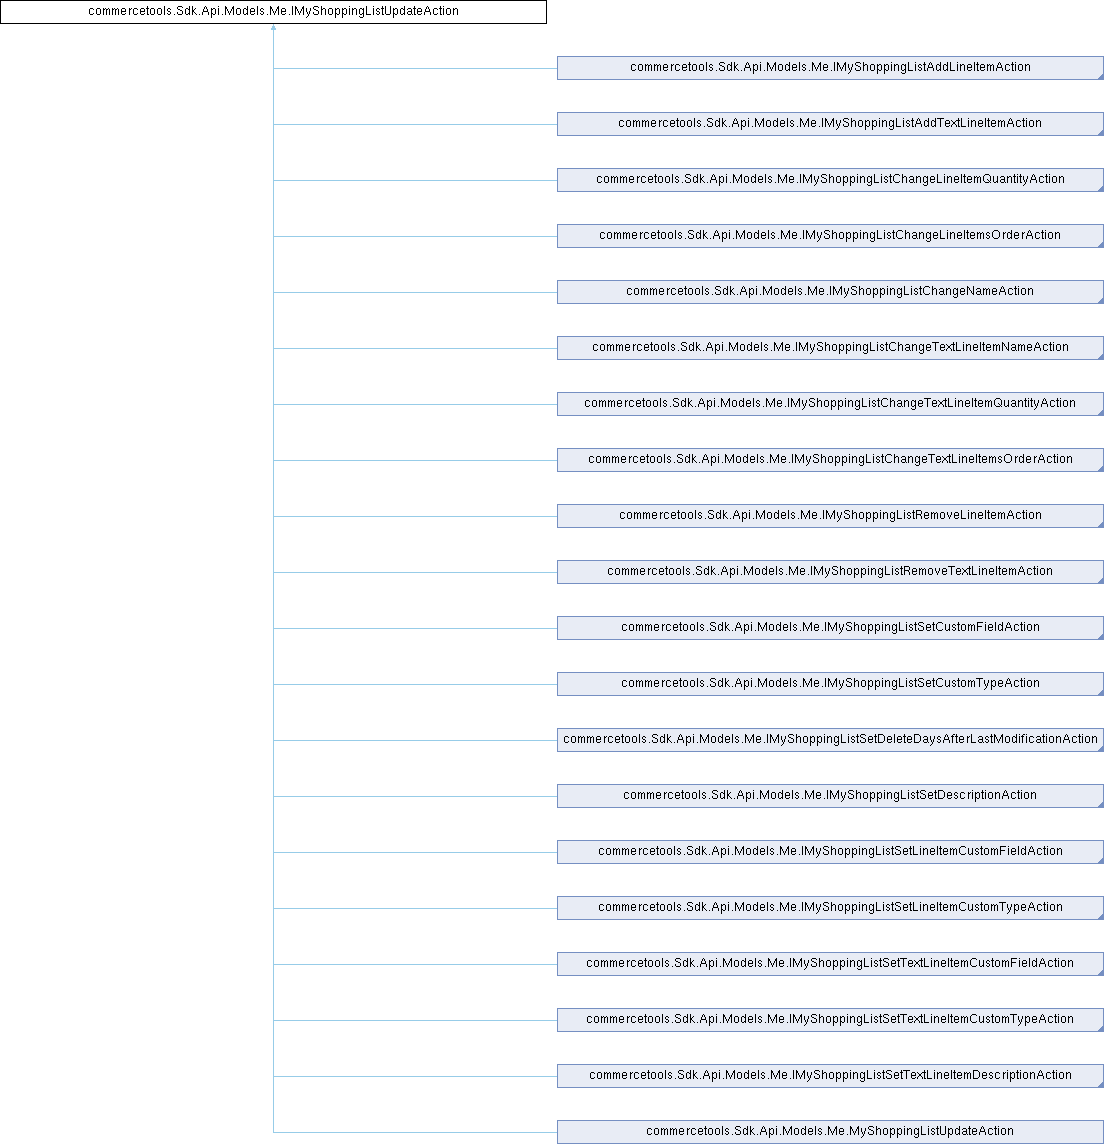 commercetools.Sdk.Api.Models.Me.IMyShoppingListUpdateAction
commercetools.Sdk.Api.Models.Me.IMyShoppingListAddLineItemAction
commercetools.Sdk.Api.Models.Me.IMyShoppingListAddTextLineItemAction
commercetools.Sdk.Api.Models.Me.IMyShoppingListChangeLineItemQuantityAction
commercetools.Sdk.Api.Models.Me.IMyShoppingListChangeLineItemsOrderAction
commercetools.Sdk.Api.Models.Me.IMyShoppingListChangeNameAction
commercetools.Sdk.Api.Models.Me.IMyShoppingListChangeTextLineItemNameAction
commercetools.Sdk.Api.Models.Me.IMyShoppingListChangeTextLineItemQuantityAction
commercetools.Sdk.Api.Models.Me.IMyShoppingListChangeTextLineItemsOrderAction
commercetools.Sdk.Api.Models.Me.IMyShoppingListRemoveLineItemAction
commercetools.Sdk.Api.Models.Me.IMyShoppingListRemoveTextLineItemAction
commercetools.Sdk.Api.Models.Me.IMyShoppingListSetCustomFieldAction
commercetools.Sdk.Api.Models.Me.IMyShoppingListSetCustomTypeAction
commercetools.Sdk.Api.Models.Me.IMyShoppingListSetDeleteDaysAfterLastModificationAction
commercetools.Sdk.Api.Models.Me.IMyShoppingListSetDescriptionAction
commercetools.Sdk.Api.Models.Me.IMyShoppingListSetLineItemCustomFieldAction
commercetools.Sdk.Api.Models.Me.IMyShoppingListSetLineItemCustomTypeAction
commercetools.Sdk.Api.Models.Me.IMyShoppingListSetTextLineItemCustomFieldAction
commercetools.Sdk.Api.Models.Me.IMyShoppingListSetTextLineItemCustomTypeAction
commercetools.Sdk.Api.Models.Me.IMyShoppingListSetTextLineItemDescriptionAction
commercetools.Sdk.Api.Models.Me.MyShoppingListUpdateAction